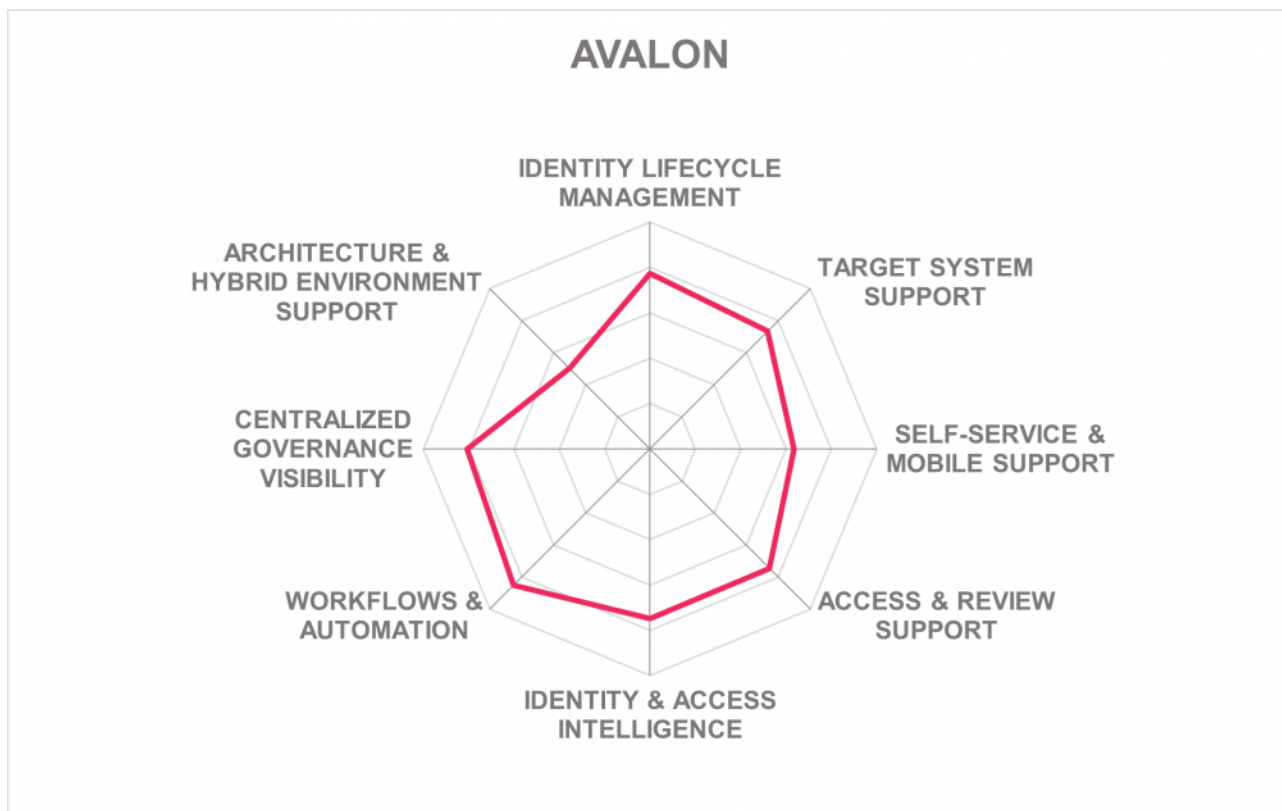 AVALON
IDENTITY LIFECYCLE
MANAGEMENT
ARCHITECTURE &
HYBRID ENVIRONMENT
SUPPORT
TARGET SYSTEM
SUPPORT
CENTRALIZED
GOVERNANCE
VISIBILITY
SELF-SERVICE &
MOBILE SUPPORT
WORKFLOWS &
AUTOMATION
ACCESS & REVIEW
SUPPORT
IDENTITY & ACCESS
INTELLIGENCE